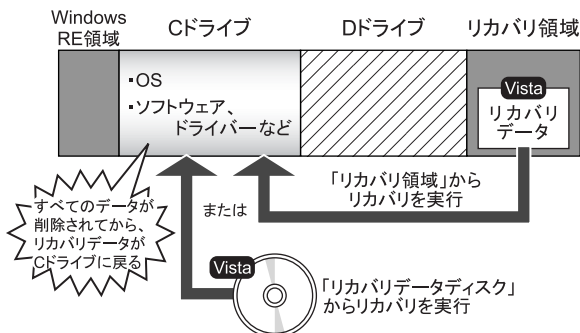 Windows
RE領域
Cドライブ
Dドライブ
リカバリ領域
・OS
・ソフトウェア、
ドライバーなど
Vista
リカバリ
データ
すべてのデータが
削除されてから、
リカバリデータが
Cドライブに戻る
または
「リカバリ領域」から
リカバリを実行
Vista
「リカバリデータディスク」
からリカバリを実行